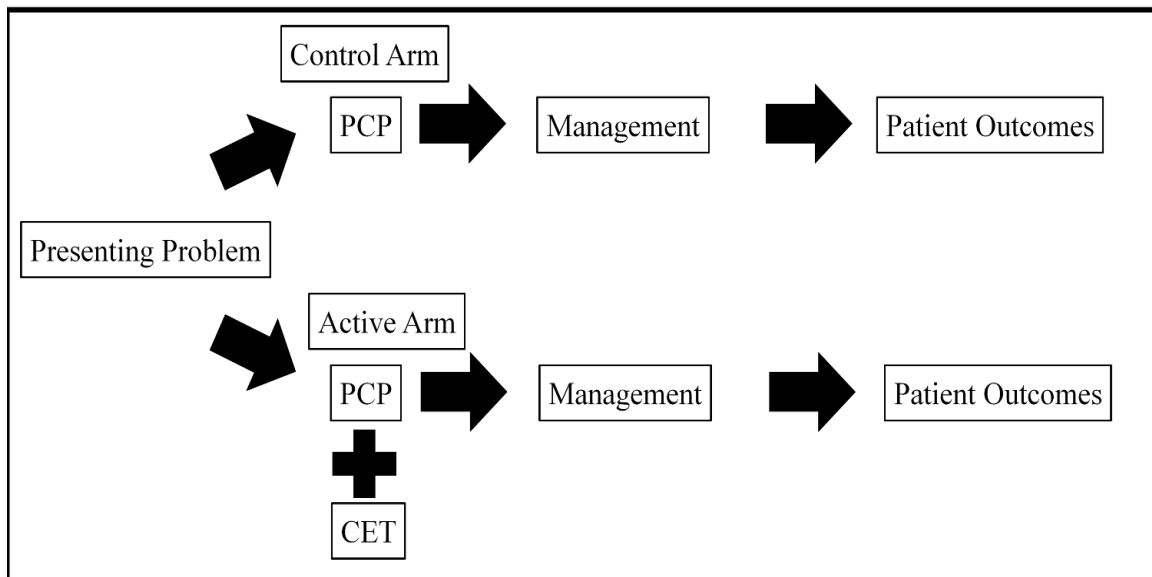 Control Arm
PCP
Management
Patient Outcomes
Presenting Problem
Active Arm
PCP
Management
Patient Outcomes
CET